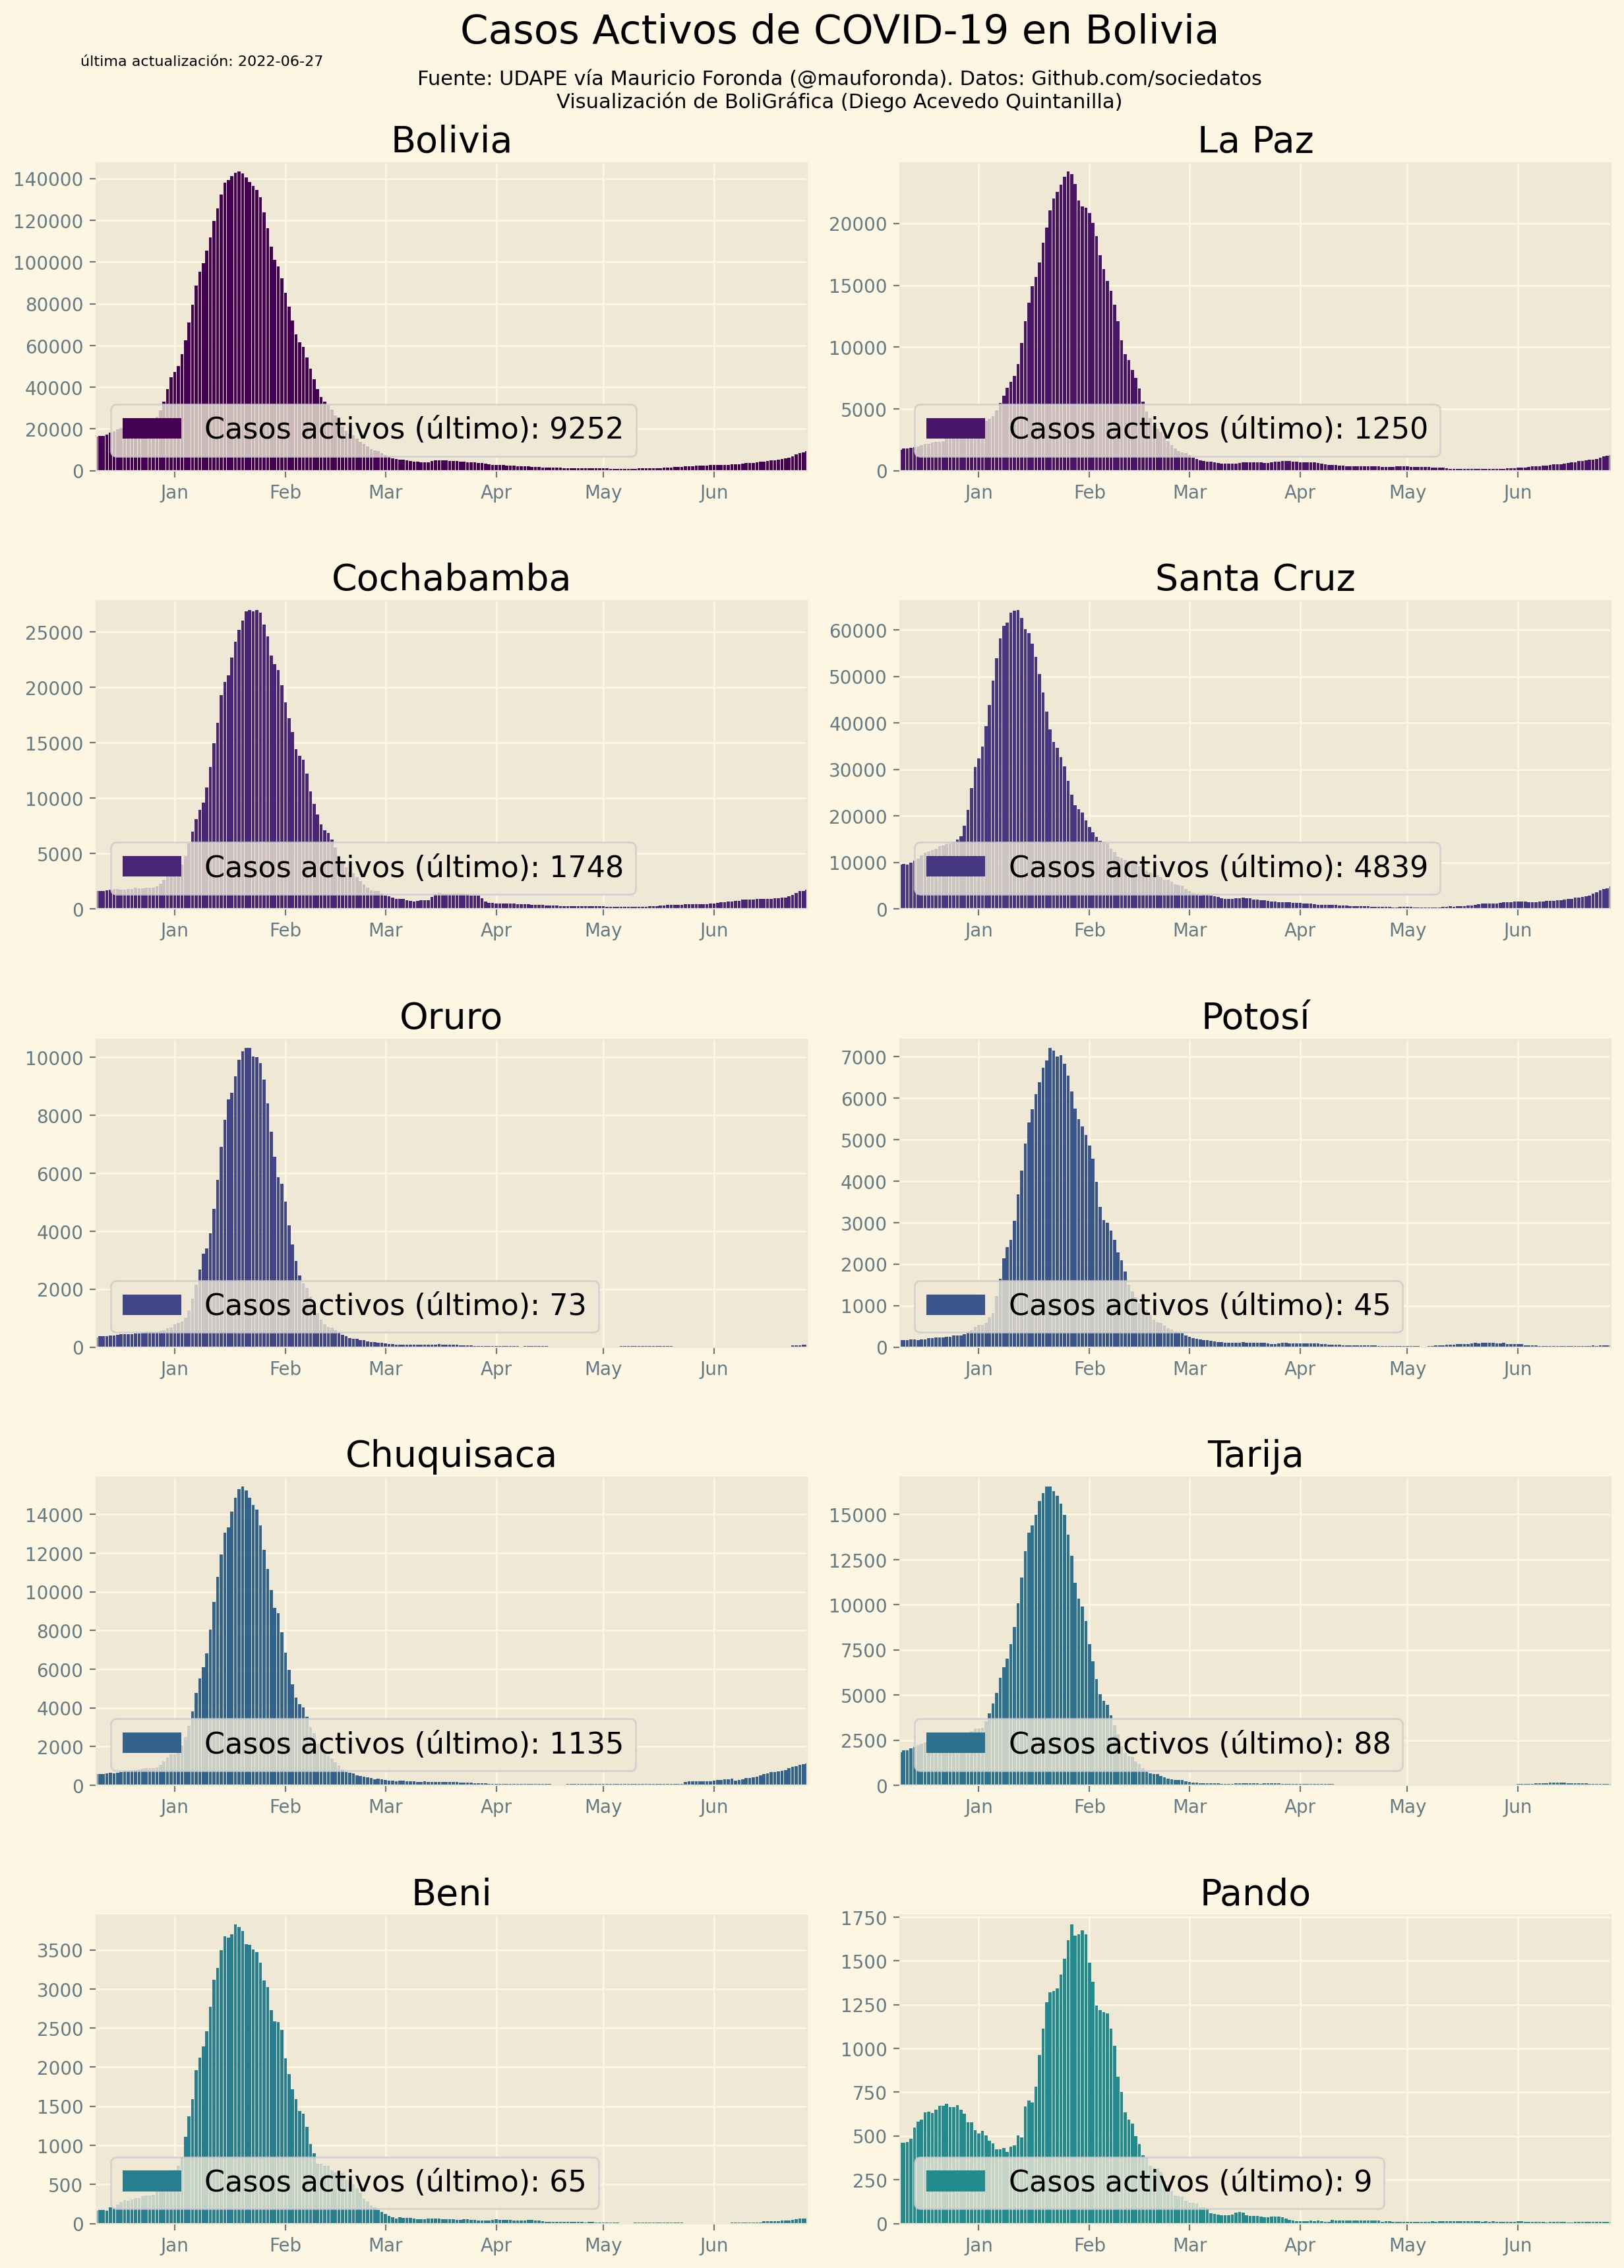 Casos Activos de COVID-19 en Bolivia
última actualización: 2022-06-27
Fuente: UDAPE vía Mauricio Foronda (@mauforonda). Datos: Github.com/sociedatos
Visualización de BoliGráfica (Diego Acevedo Quintanilla)
Bolivia
140000
120000
100000
80000
60000
40000
20000
0
Casos activos (último): 9252
Jan Feb Mar Apr May Jun
La Paz
20000
15000
10000
5000
0
Casos activos (último): 1250
Jan Feb Mar Apr May Jun
Cochabamba
25000
20000
15000
10000
5000
0
Casos activos (último): 1748
Jan Feb Mar Apr May Jun
Santa Cruz
60000
50000
40000
30000
20000
10000
0
Casos activos (último): 4839
Jan Feb Mar Apr May Jun
Oruro
10000
8000
6000
4000
2000
0
Casos activos (último): 73
Jan Feb Mar Apr May Jun
Potosí
7000
6000
5000
4000
3000
2000
1000
0
Casos activos (último): 45
Jan Feb Mar Apr May Jun
Chuquisaca
14000
12000
10000
8000
6000
4000
2000
0
Casos activos (último): 1135
Jan Feb Mar Apr May Jun
Tarija
15000
12500
10000
7500
5000
2500
0
Casos activos (último): 88
Jan Feb Mar Apr May Jun
Beni
3500
3000
2500
2000
1500
1000
500
0
Casos activos (último): 65
Jan Feb Mar Apr May Jun
Pando
1750
1500
1250
1000
750
500
250
0
Casos activos (último): 9
Jan Feb Mar Apr May Jun